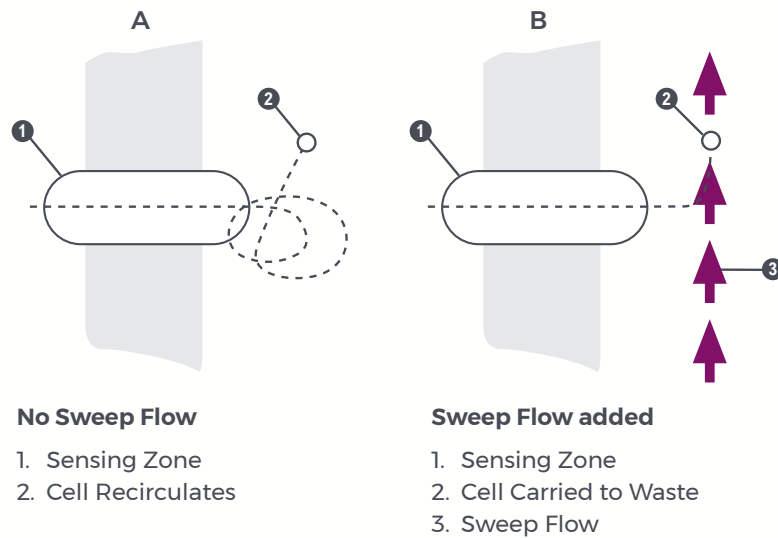 A
B
1
2
1
2
3
No Sweep Flow
1. Sensing Zone
2. Cell Recirculates
Sweep Flow added
1. Sensing Zone
2. Cell Carried to Waste
3. Sweep Flow